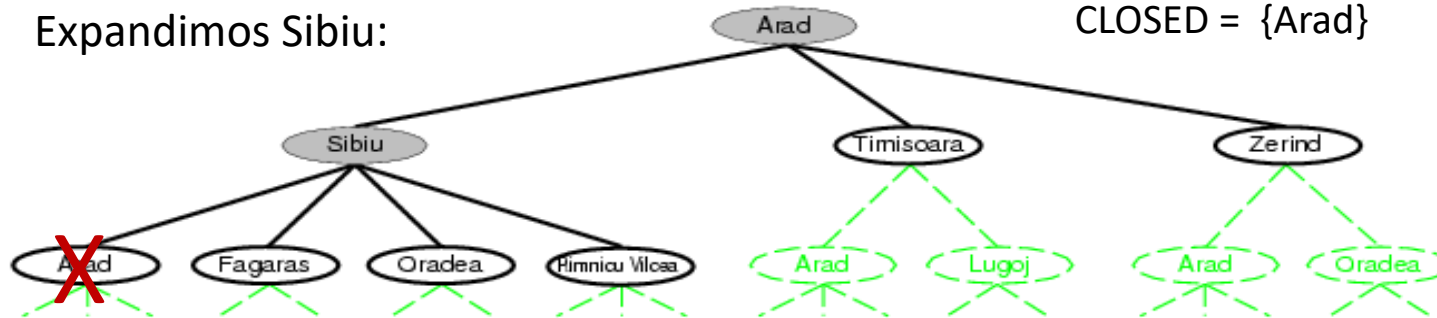 Expandimos Sibiu:
Arad
CLOSED = {Arad}
Sibiu
Timisoara
Zerind
Arad
Fagaras
Oradea
Rimnicu Vilcea
Arad
Lugoj
Arad
Oradea